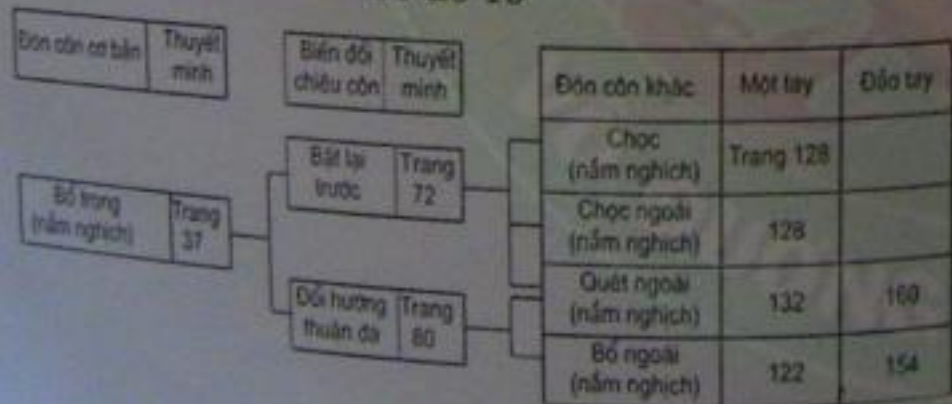 Đòn côn cơ bản
Thuyết
minh
Biến đổi
chiêu côn
Thuyết
minh
Đòn côn khác
Một tay
Đảo tay
Bổ trong
(nắm nghịch)
Trang
37
Bật lại
trước
Trang
72
Đổi hướng
thuận đà
Trang
80
Chọc
(nắm nghịch)
Trang 128
Chọc ngoài
(nắm nghịch)
128
Quét ngoài
(nắm nghịch)
132
160
Bổ ngoài
(nắm nghịch)
122
154